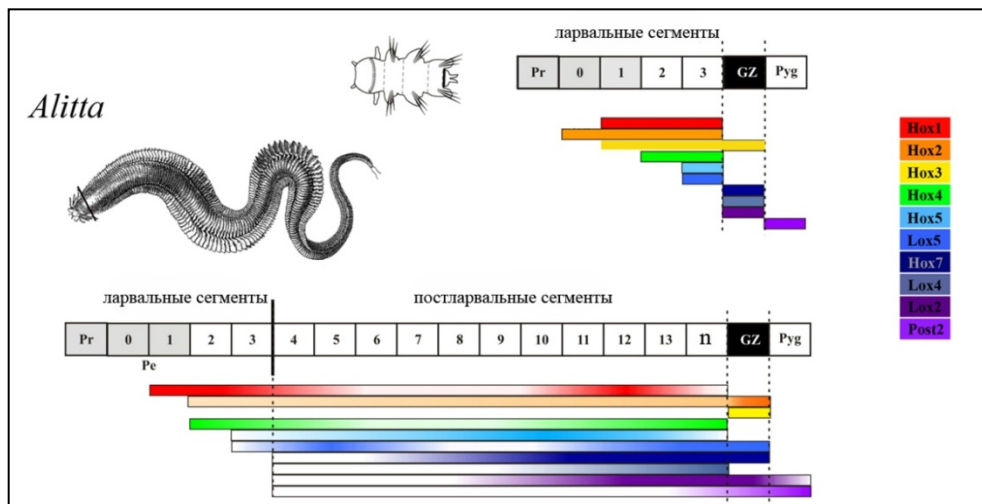 ларвальные сегменты
Pr 0 1 2 3 GZ Pyg
Alitta
Hox1
Hox2
Hox3
Hox4
Hox5
Lox5
Hox7
Lox4
Lox2
Post2
ларвальные сегменты постларвальные сегменты
Pr 0 1 2 3 4 5 6 7 8 9 10 11 12 13 n GZ Pyg
Pe